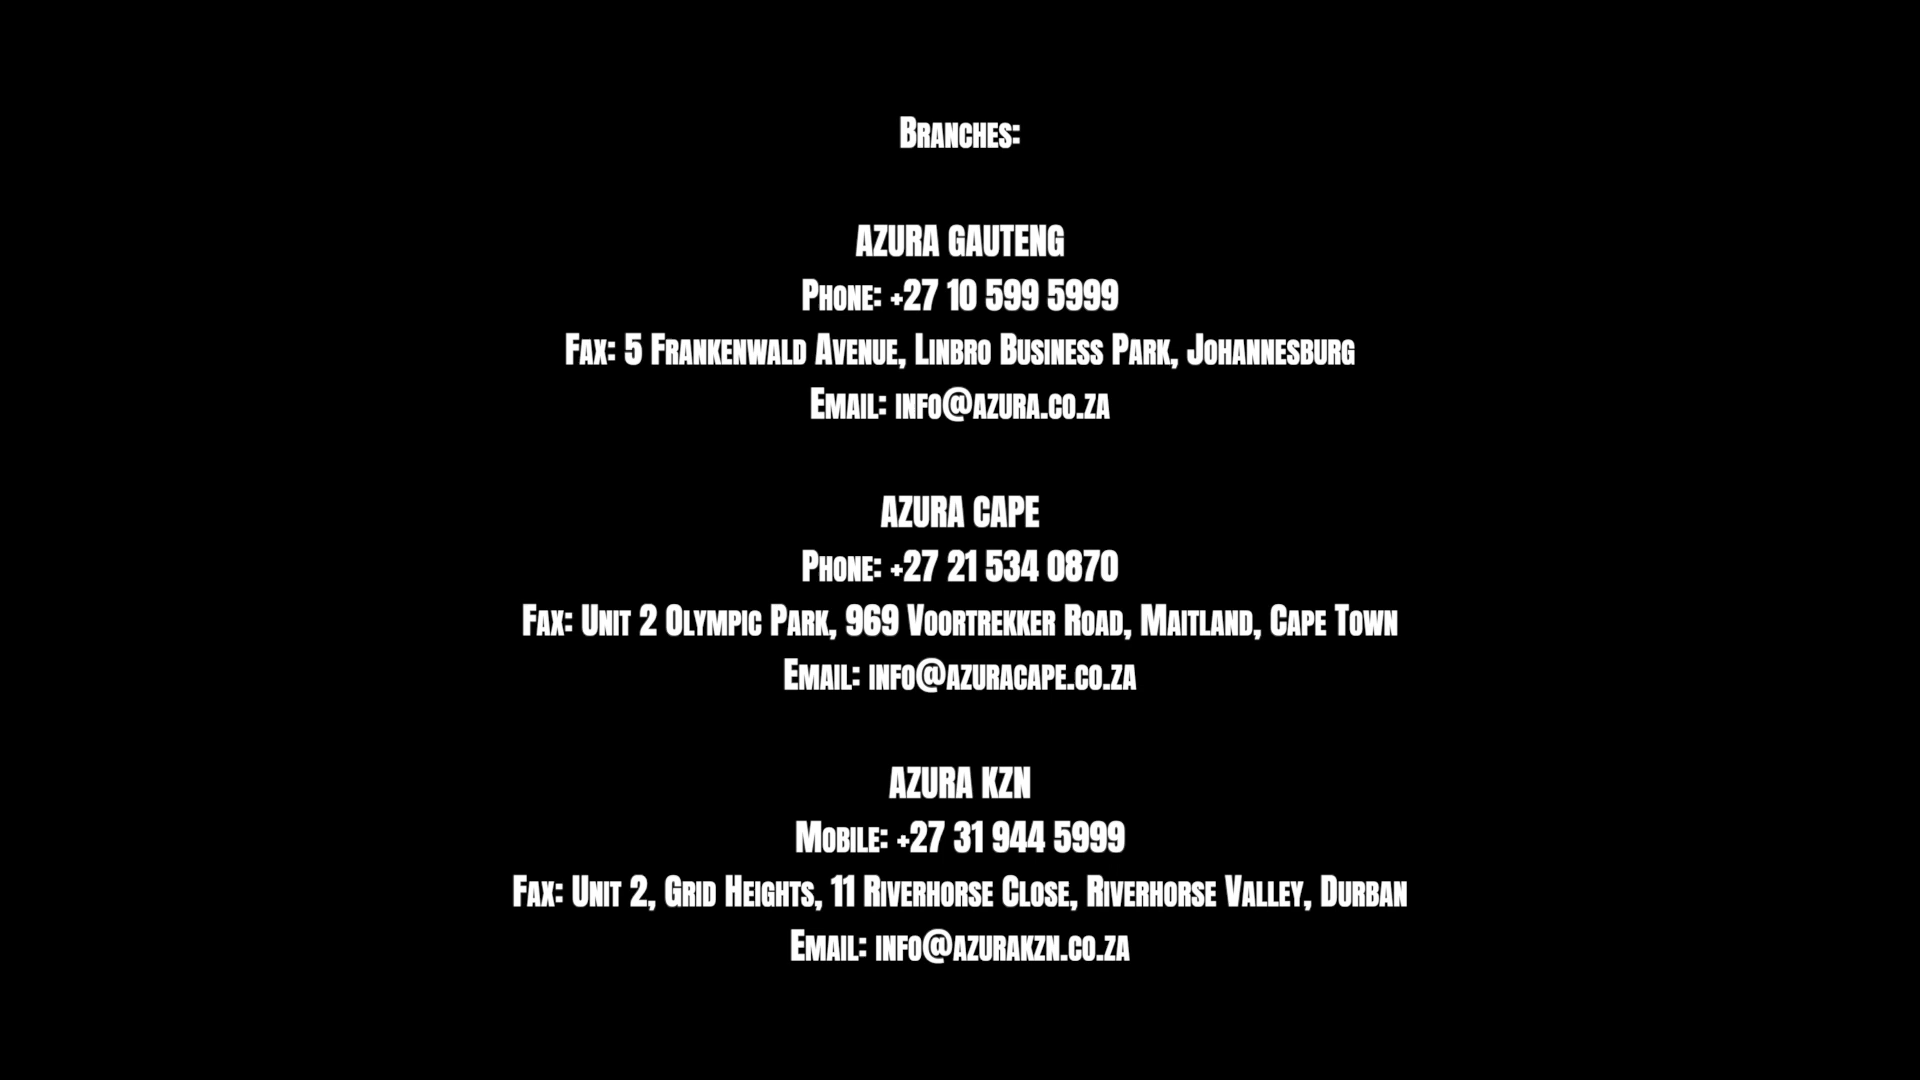 Branches:
AZURA GAUTENG
Phone: +27 10 599 5999
Fax: 5 Frankenwald Avenue, Linbro Business Park, Johannesburg
Email: info@azura.co.za
AZURA CAPE
Phone: +27 21 534 0870
Fax: Unit 2 Olympic Park, 969 Voortrekker Road, Maitland, Cape Town
Email: info@azuracape.co.za
AZURA KZN
Mobile: +27 31 944 5999
Fax: Unit 2, Grid Heights, 11 Riverhorse Close, Riverhorse Valley, Durban
Email: info@azurakzn.co.za